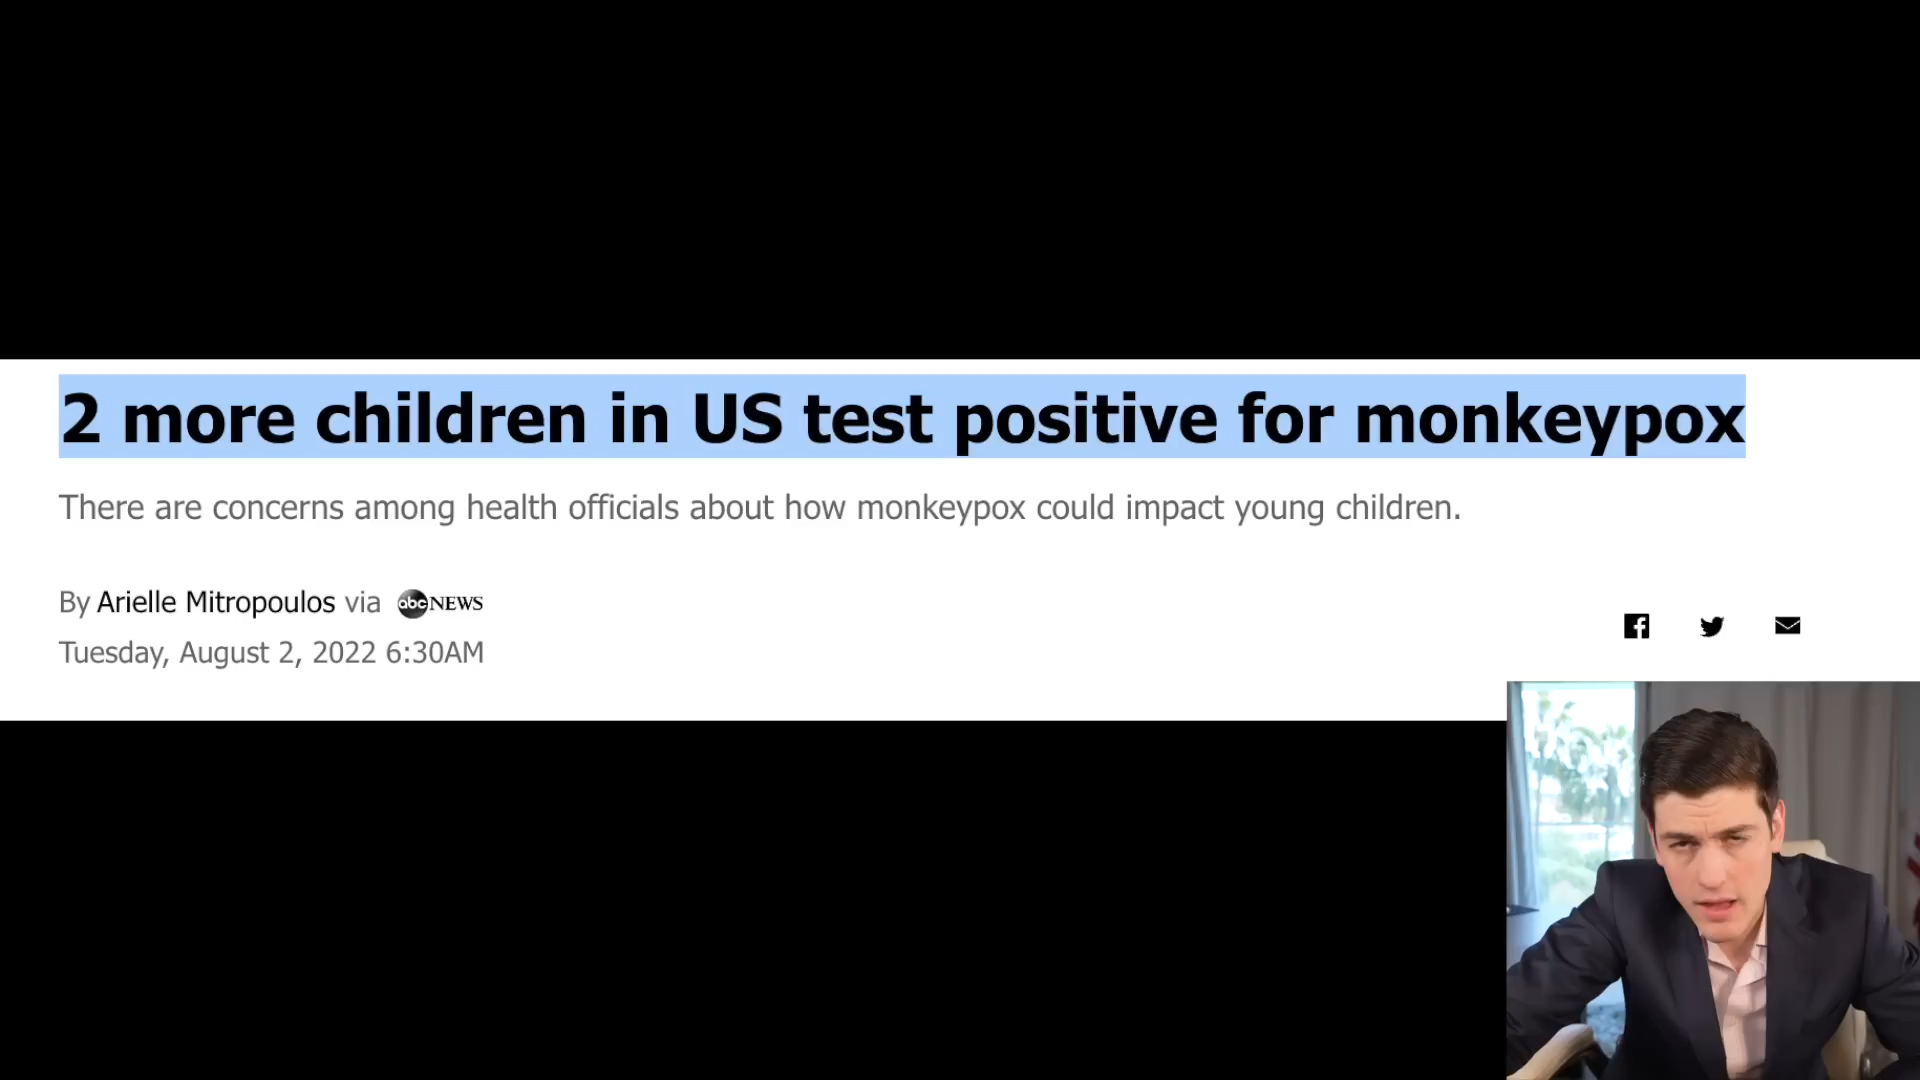 2 more children in US test positive for monkeypox
There are concerns among health officials about how monkeypox could impact young children.
By Arielle Mitropoulos via abc NEWS
Tuesday, August 2, 2022 6:30AM